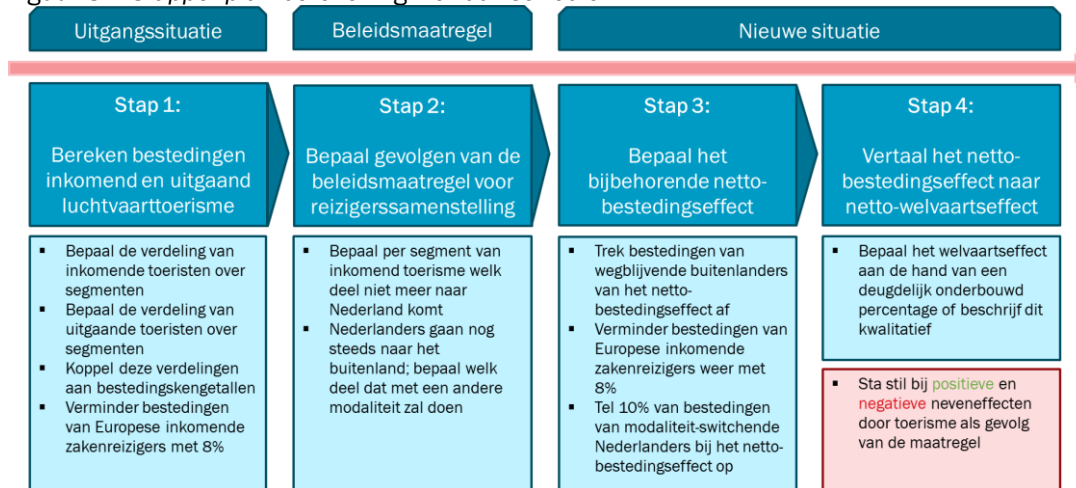 Uitgangssituatie
Beleidsmaatregel
Nieuwe situatie
Stap 1:
Bereken bestedingen
inkomend en uitgaand
luchtvaarttoerisme
Stap 2:
Bepaal gevolgen van de
beleidsmaatregel voor
reizigerssamenstelling
Stap 3:
Bepaal het
bijbehorende netto-
bestedingseffect
Stap 4:
Vertaal het netto-
bestedingseffect naar
netto-welvaartseffect
▪ Bepaal de verdeling van
inkomende toeristen over
segmenten
▪ Bepaal de verdeling van
uitgaande toeristen over
segmenten
▪ Koppel deze verdelingen
aan bestedingskengetallen
▪ Verminder bestedingen
van Europese inkomende
zakenreizigers met 8%
▪ Bepaal per segment van
inkomend toerisme welk
deel niet meer naar
Nederland komt
▪ Nederlanders gaan nog
steeds naar het
buitenland; bepaal welk
deel dat met een andere
modaliteit zal doen
▪ Trek bestedingen van
wegblijvende buitenlanders
van het netto-
bestedingseffect af
▪ Verminder bestedingen van
Europese inkomende
zakenreizigers weer met
8%
▪ Tel 10% van bestedingen
van modaliteit-switchende
Nederlanders bij het netto-
bestedingseffect op
▪ Bepaal het welvaartseffect
aan de hand van een
deugdelijk onderbouwd
percentage of beschrijf dit
kwalitatief
▪ Sta stil bij positieve en
negatieve neveneffecten
door toerisme als gevolg
van de maatregel